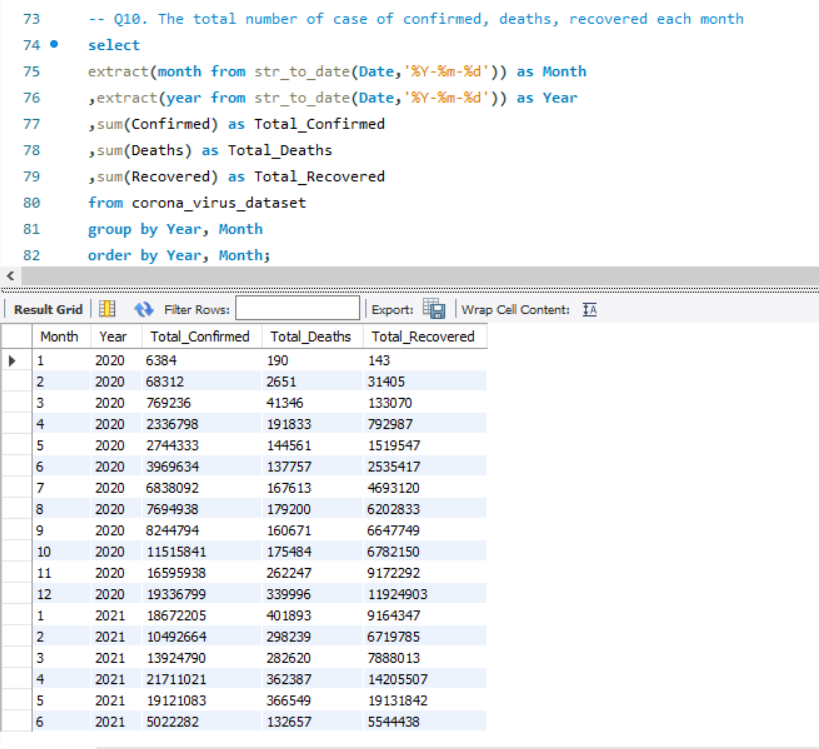 73 -- Q10. The total number of case of confirmed, deaths, recovered each month
74 select
75 extract(month from str_to_date(Date,'%Y-%m-%d')) as Month
76 ,extract(year from str_to_date(Date,'%Y-%m-%d')) as Year
77 ,sum(Confirmed) as Total_Confirmed
78 ,sum(Deaths) as Total_Deaths
79 ,sum(Recovered) as Total_Recovered
80 from corona_virus_dataset
81 group by Year, Month
82 order by Year, Month;
Result Grid Filter Rows: Export: Wrap Cell Content:
Month Year Total_Confirmed Total_Deaths Total_Recovered
1 2020 6384 190 143
2 2020 68312 2651 31405
3 2020 769236 41346 133070
4 2020 2336798 191833 792987
5 2020 2744333 144561 1519547
6 2020 3969634 137757 2535417
7 2020 6838092 167613 4693120
8 2020 7694938 179200 6202833
9 2020 8244794 160671 6647749
10 2020 11515841 175484 6782150
11 2020 16595938 262247 9172292
12 2020 19336799 339996 11924903
1 2021 18672205 401893 9164347
2 2021 10492664 298239 6719785
3 2021 13924790 282620 7888013
4 2021 21711021 362387 14205507
5 2021 19121083 366549 19131842
6 2021 5022282 132657 5544438